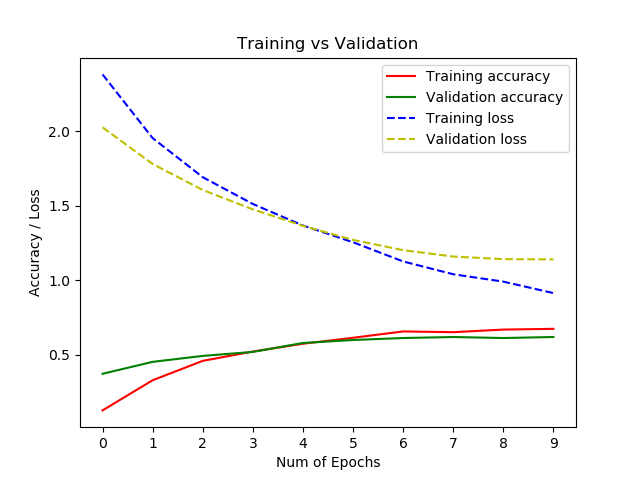 Training vs Validation
Training accuracy
Validation accuracy
Training loss
Validation loss
Accuracy / Loss
2.0
1.5
1.0
0.5
0 1 2 3 4 5 6 7 8 9
Num of Epochs